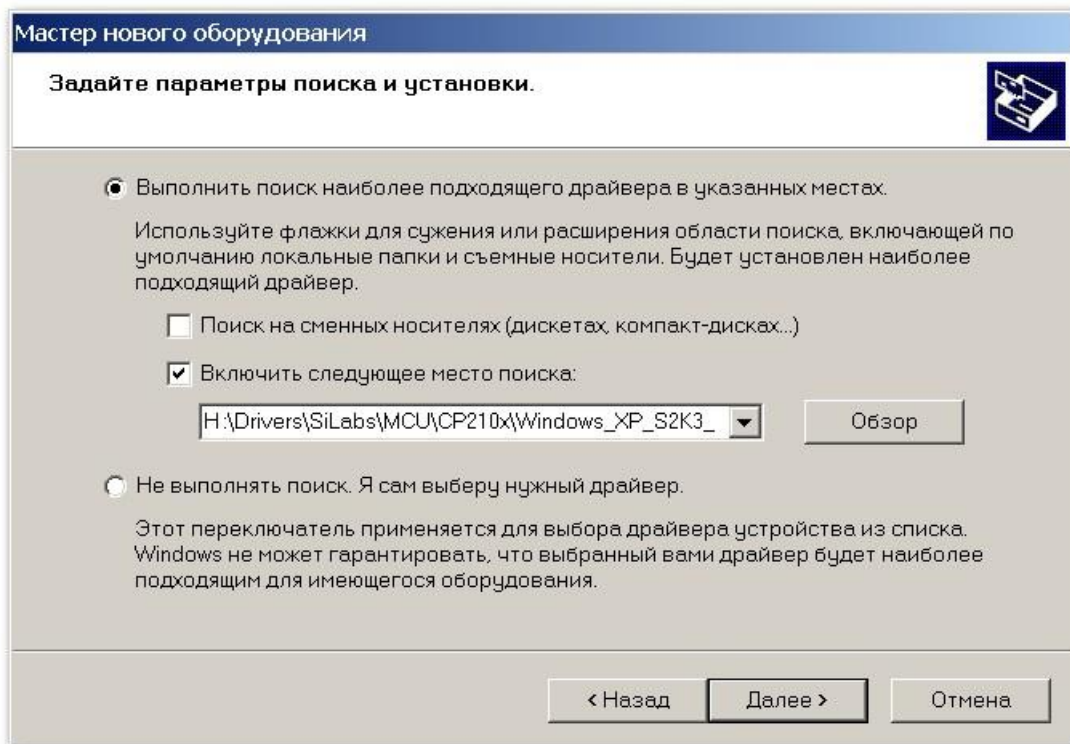 Мастер нового оборудования
Задайте параметры поиска и установки.
Выполнить поиск наиболее подходящего драйвера в указанных местах.
Используйте флажки для сужения или расширения области поиска, включающей по
умолчанию локальные папки и съемные носители. Будет установлен наиболее
подходящий драйвер.
Поиск на сменных носителях (дискетах, компакт-дисках...)
Включить следующее место поиска:
H:\Drivers\SiLabs\MCU\CP210x\Windows_XP_S2K3_
Обзор
Не выполнять поиск. Я сам выберу нужный драйвер.
Этот переключатель применяется для выбора драйвера устройства из списка.
Windows не может гарантировать, что выбранный вами драйвер будет наиболее
подходящим для имеющегося оборудования.
< Назад
Далее >
Отмена